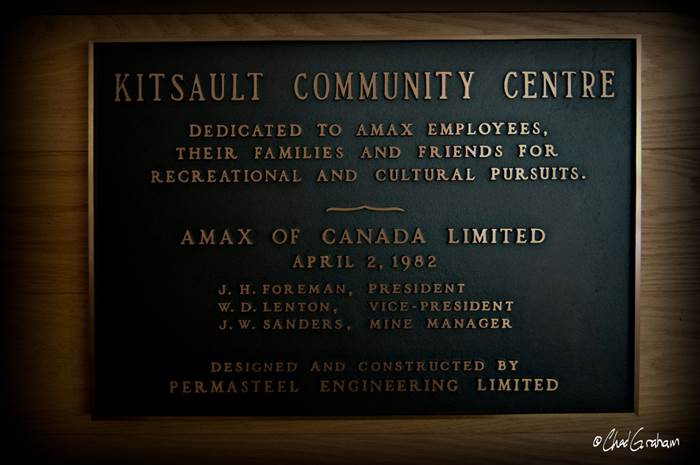 KITSAULT COMMUNITY CENTRE
DEDICATED TO AMAX EMPLOYEES,
THEIR FAMILIES AND FRIENDS FOR
RECREATIONAL AND CULTURAL PURSUITS.
AMAX OF CANADA LIMITED
APRIL 2, 1982
J. H. FOREMAN, PRESIDENT
W. D. LENTON, VICE-PRESIDENT
J. W. SANDERS, MINE MANAGER
DESIGNED AND CONSTRUCTED BY
PERMASTEEL ENGINEERING LIMITED
© Chad Graham